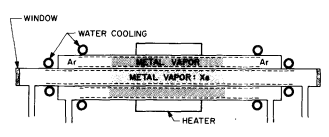 WINDOW
WATER COOLING
Ar METAL VAPOR Ar
METAL VAPOR: Xe
HEATER